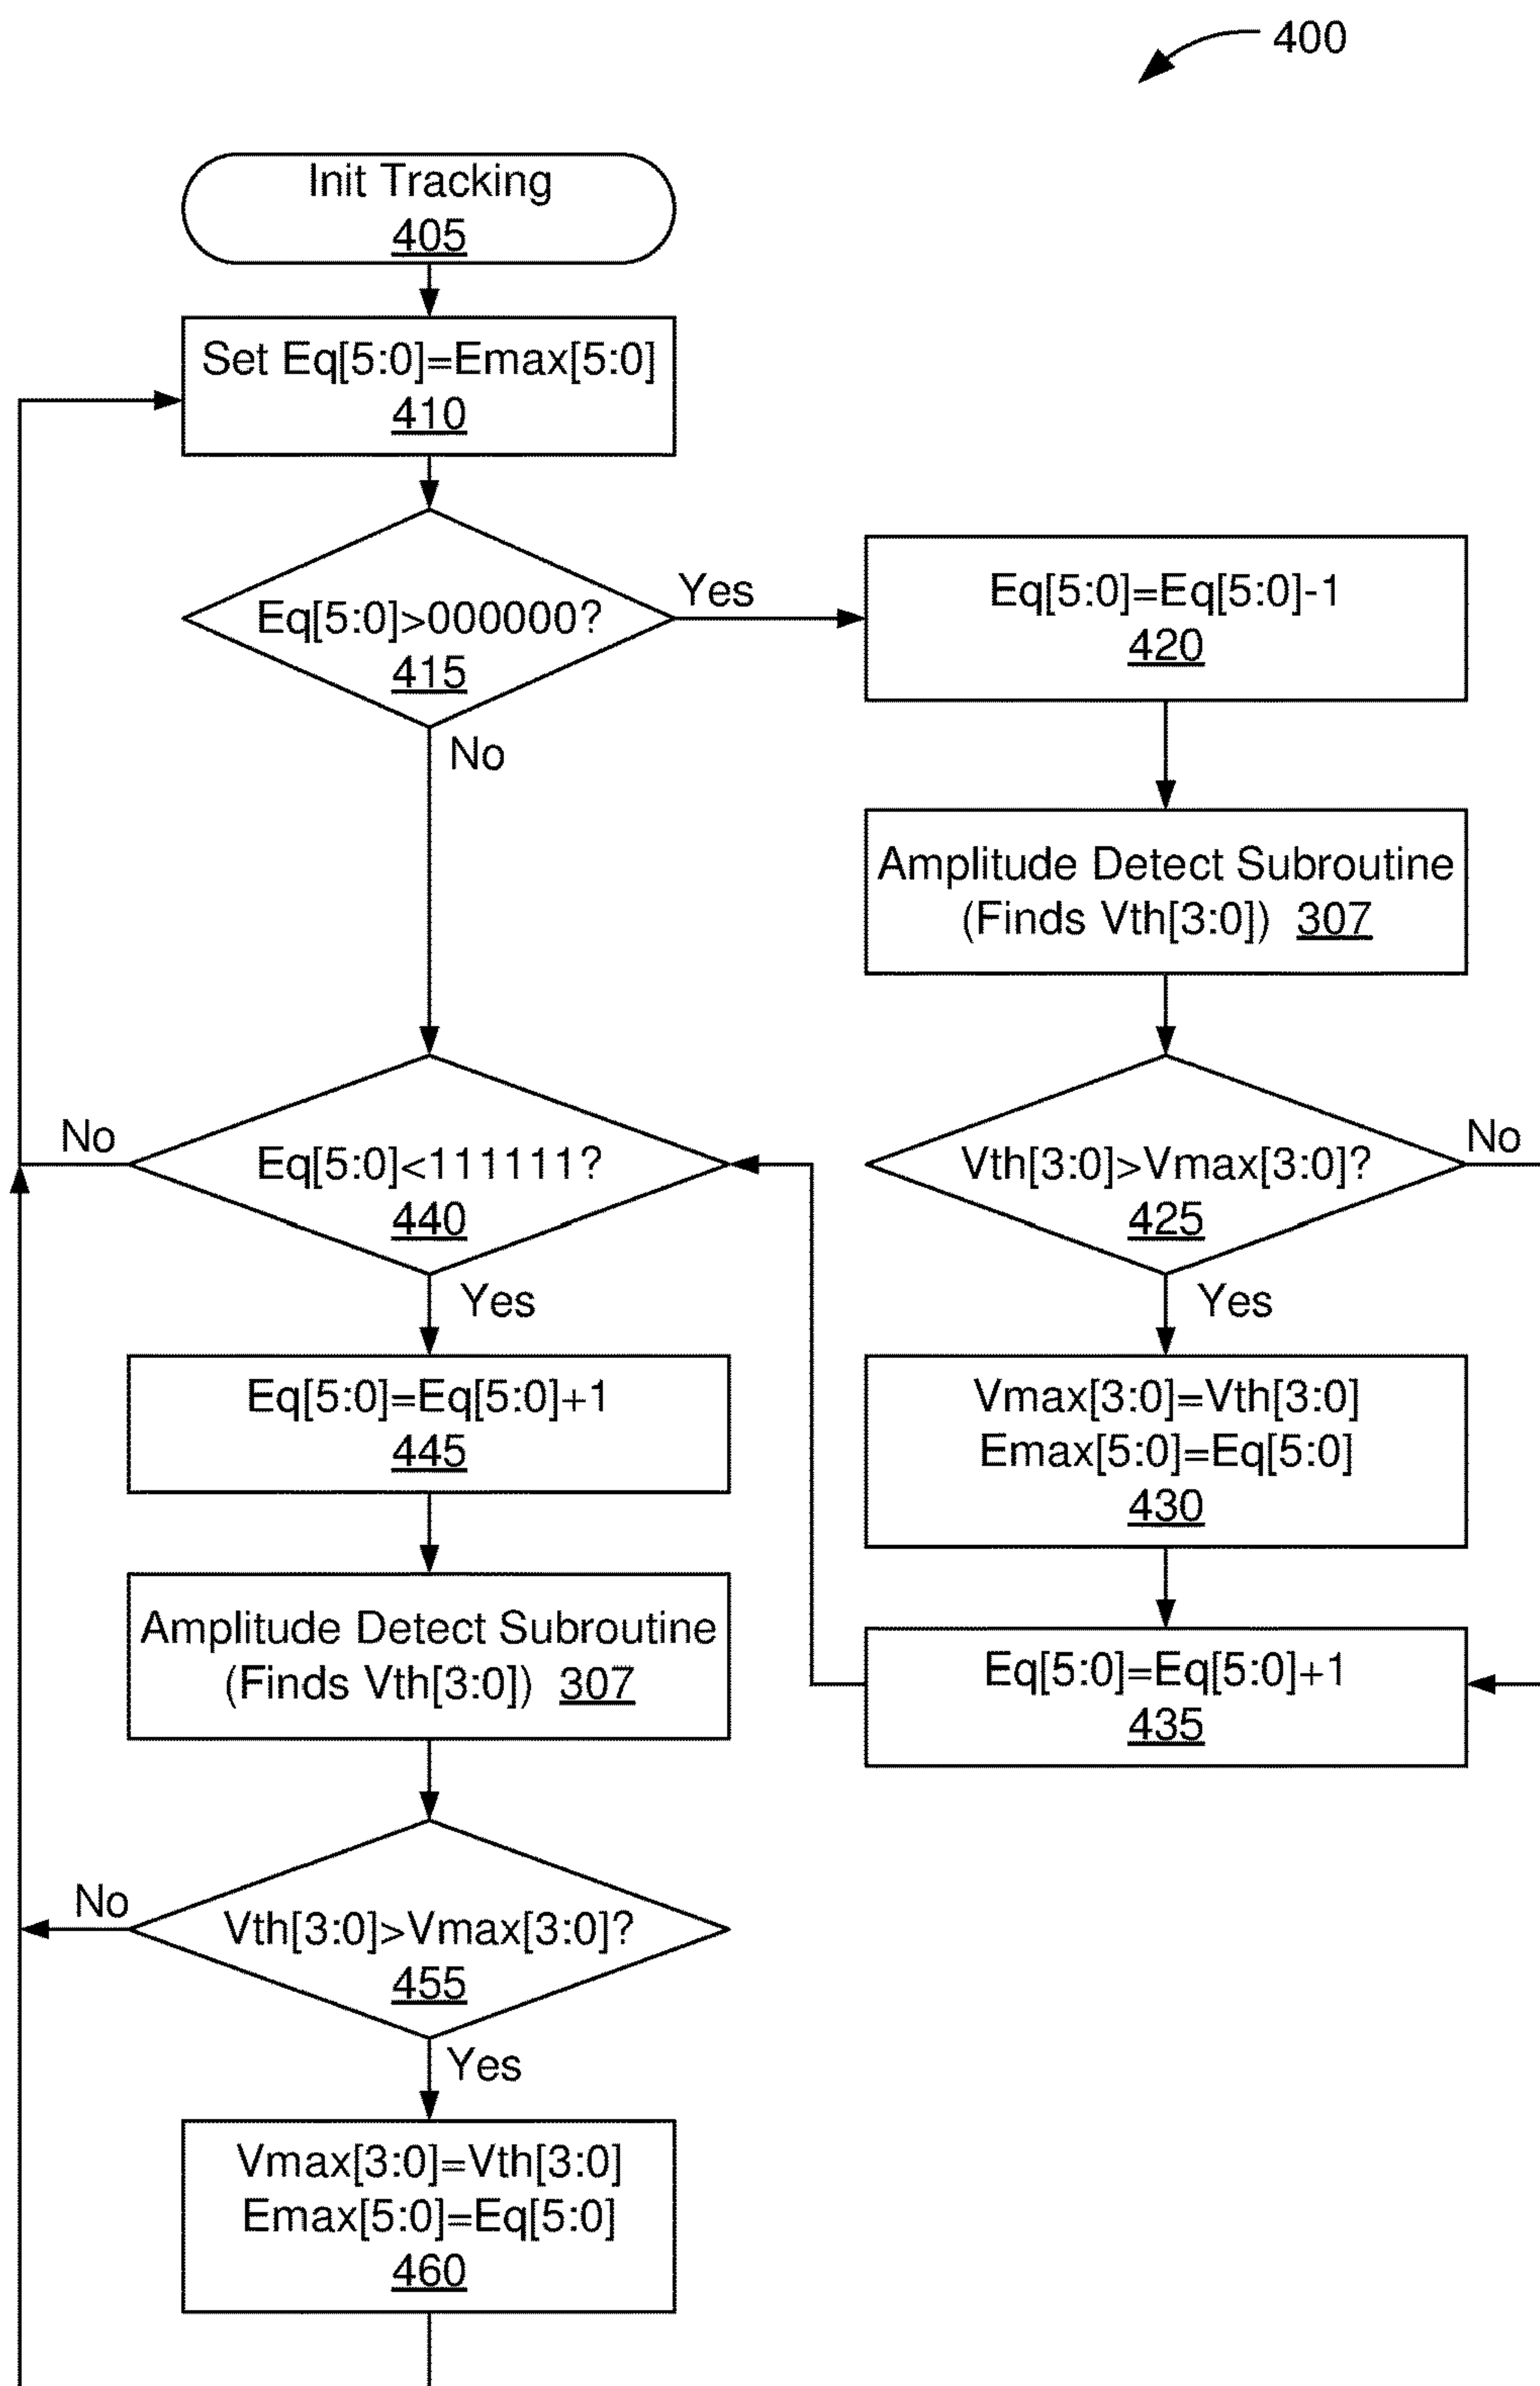 400
Init Tracking
405
Set Eq[5:0]=Emax[5:0]
410
Eq[5:0]>000000?
415
Yes
No
Eq[5:0]=Eq[5:0]-1
420
Amplitude Detect Subroutine
(Finds Vth[3:0]) 307
Vth[3:0]>Vmax[3:0]?
425
No
Yes
Vmax[3:0]=Vth[3:0]
Emax[5:0]=Eq[5:0]
430
Eq[5:0]=Eq[5:0]+1
435
No
Eq[5:0]<111111?
440
Yes
Eq[5:0]=Eq[5:0]+1
445
Amplitude Detect Subroutine
(Finds Vth[3:0]) 307
No
Vth[3:0]>Vmax[3:0]?
455
Yes
Vmax[3:0]=Vth[3:0]
Emax[5:0]=Eq[5:0]
460